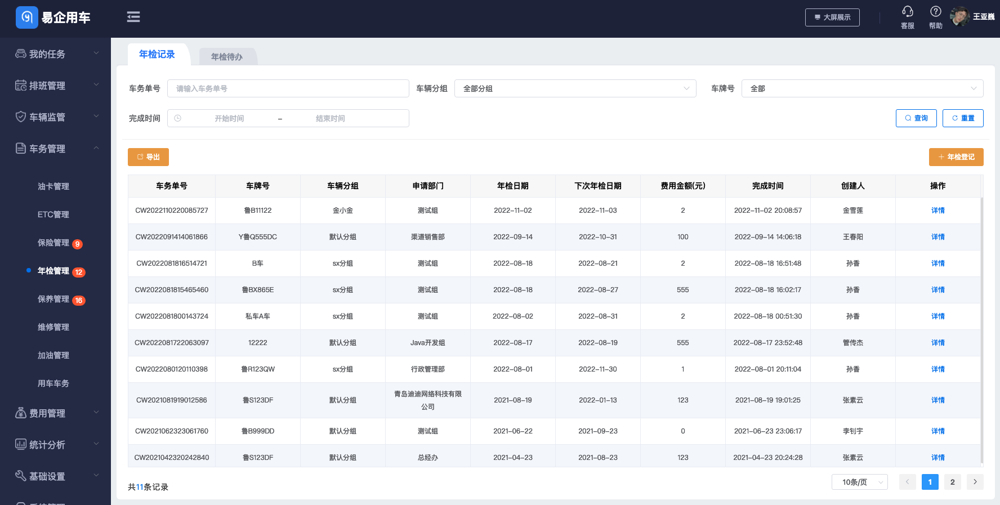 易企用车
大屏展示
客服
帮助
王亚巍
我的任务
排班管理
车辆监管
车务管理
油卡管理
ETC管理
保险管理 9
年检管理 12
保养管理 16
维修管理
加油管理
用车车务
费用管理
统计分析
基础设置
年检记录 年检待办
车务单号 请输入车务单号 车辆分组 全部分组 车牌号 全部
完成时间 开始时间 – 结束时间 查询 重置
导出 年检登记
车务单号 车牌号 车辆分组 申请部门 年检日期 下次年检日期 费用金额(元) 完成时间 创建人 操作
CW2022110220085727 鲁B11122 金小金 测试组 2022-11-02 2022-11-03 2 2022-11-02 20:08:57 金雪莲 详情
CW2022091414061866 Y鲁Q555DC 默认分组 渠道销售部 2022-09-14 2022-10-31 100 2022-09-14 14:06:18 王春阳 详情
CW2022081816514721 B车 sx分组 测试组 2022-08-18 2022-08-21 2 2022-08-18 16:51:48 孙香 详情
CW2022081815465460 鲁BX865E sx分组 测试组 2022-08-18 2022-08-27 555 2022-08-18 16:02:17 孙香 详情
CW2022081800143724 私车A车 sx分组 测试组 2022-08-02 2022-08-31 2 2022-08-18 00:51:30 孙香 详情
CW2022081722063097 12222 默认分组 Java开发组 2022-08-17 2022-08-19 555 2022-08-17 23:52:48 管传杰 详情
CW2022080120110398 鲁R123QW sx分组 行政管理部 2022-08-01 2022-11-30 1 2022-08-01 20:11:04 孙香 详情
CW2021081919012586 鲁S123DF 默认分组 青岛迪迪网络科技有限公司 2021-08-19 2022-01-13 123 2021-08-19 19:01:25 张素云 详情
CW2021062323061760 鲁B999DD 默认分组 测试组 2021-06-22 2021-09-23 0 2021-06-23 23:06:17 李钊宇 详情
CW2021042320242840 鲁S123DF 默认分组 总经办 2021-04-23 2021-08-23 123 2021-04-23 20:24:28 张素云 详情
共11条记录 10条/页 1 2